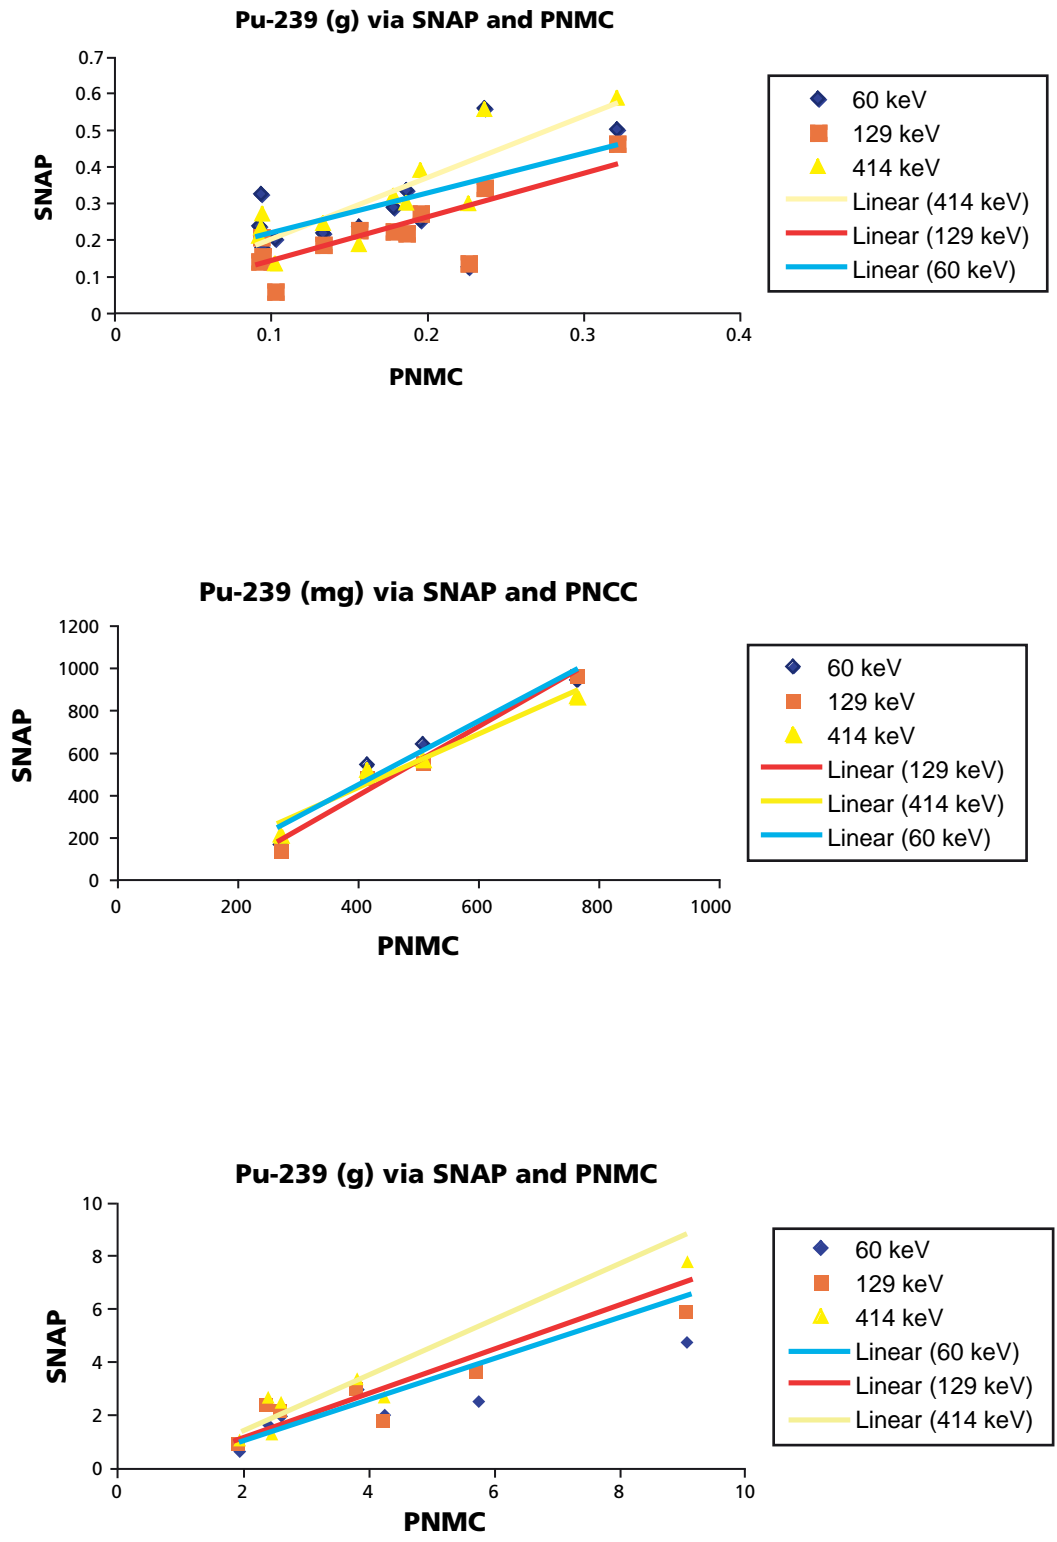 Pu-239 (g) via SNAP and PNMC
0.7
0.6
0.5
0.4
0.3
0.2
0.1
0
SNAP
0 0.1 0.2 0.3 0.4
PNMC
60 keV
129 keV
414 keV
Linear (414 keV)
Linear (129 keV)
Linear (60 keV)
Pu-239 (mg) via SNAP and PNCC
1200
1000
800
600
400
200
0
SNAP
0 200 400 600 800 1000
PNMC
60 keV
129 keV
414 keV
Linear (129 keV)
Linear (414 keV)
Linear (60 keV)
Pu-239 (g) via SNAP and PNMC
10
8
6
4
2
0
SNAP
0 2 4 6 8 10
PNMC
60 keV
129 keV
414 keV
Linear (60 keV)
Linear (129 keV)
Linear (414 keV)